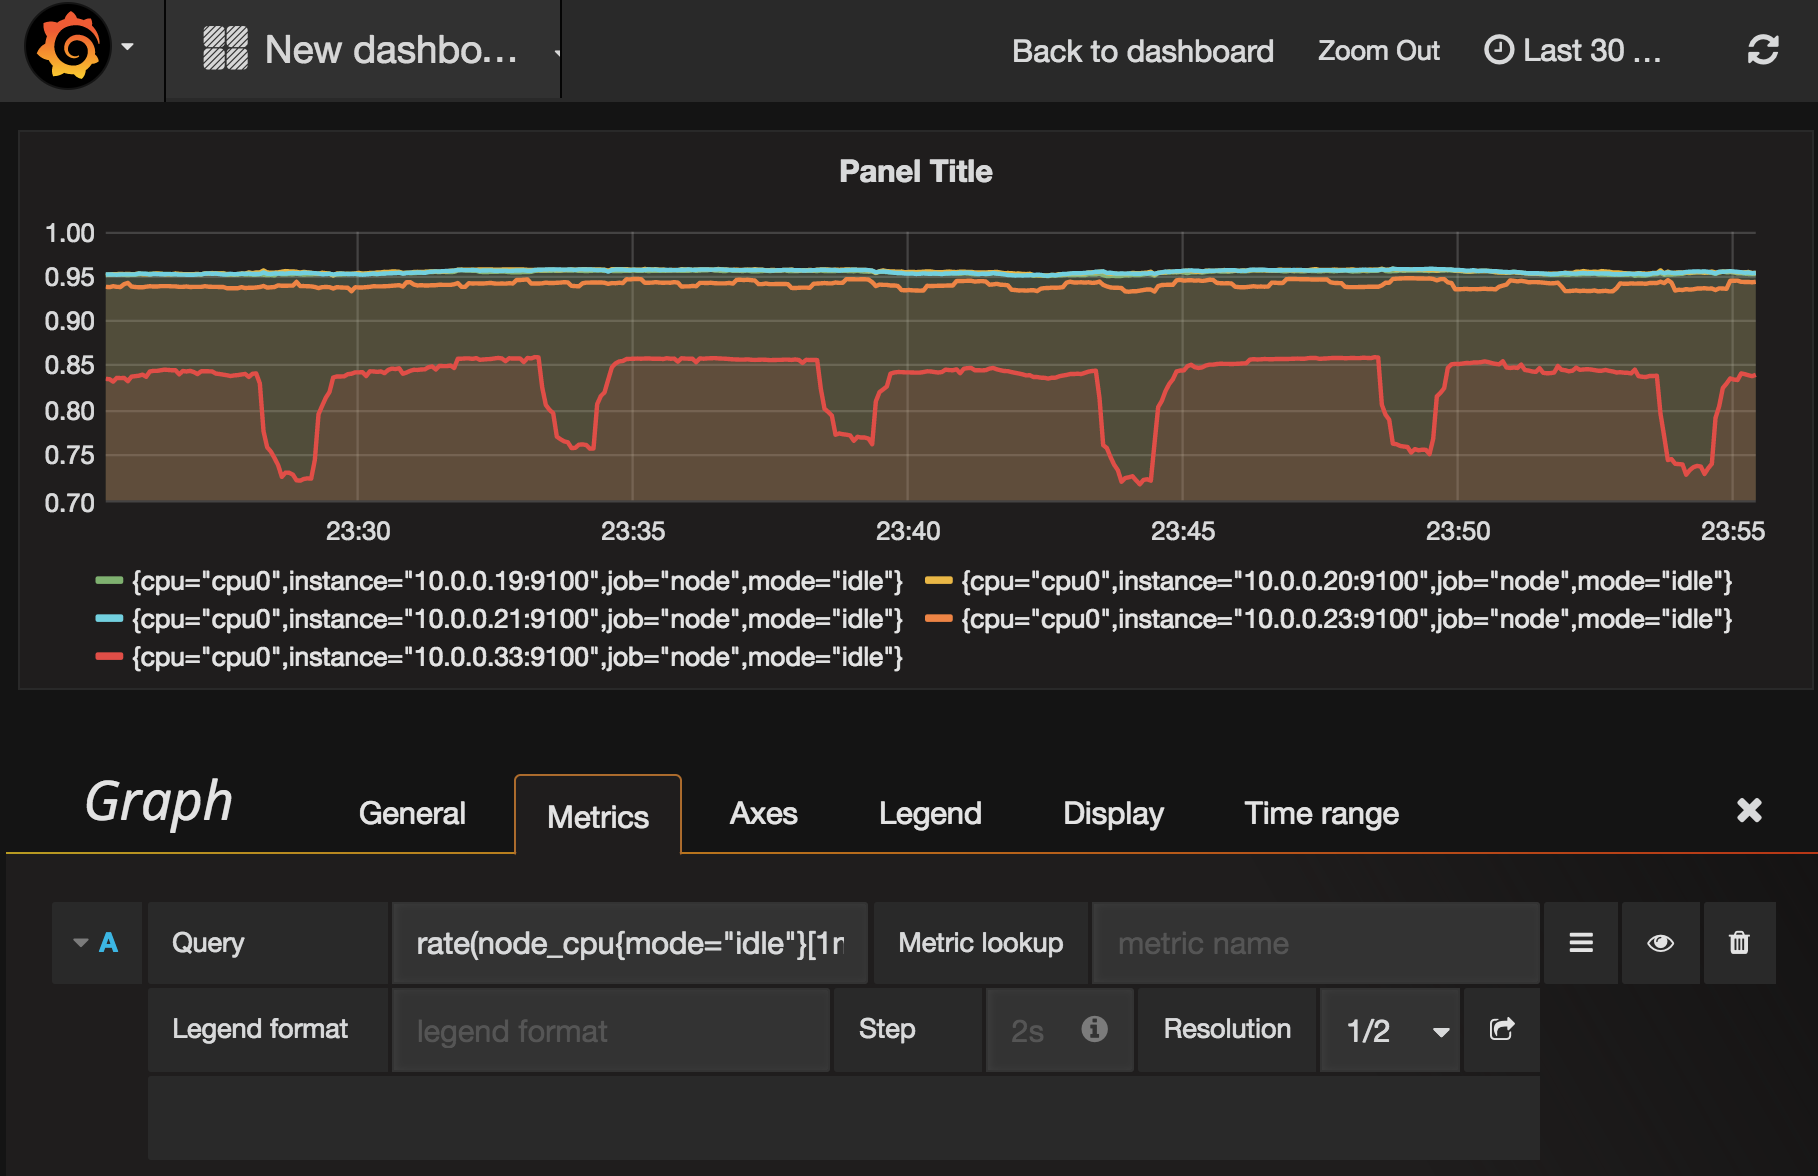 New dashbo...
Back to dashboard
Zoom Out
Last 30 ...
Panel Title
1.00
0.95
0.90
0.85
0.80
0.75
0.70
23:30 23:35 23:40 23:45 23:50 23:55
{cpu="cpu0",instance="10.0.0.19:9100",job="node",mode="idle"} {cpu="cpu0",instance="10.0.0.20:9100",job="node",mode="idle"}
{cpu="cpu0",instance="10.0.0.21:9100",job="node",mode="idle"} {cpu="cpu0",instance="10.0.0.23:9100",job="node",mode="idle"}
{cpu="cpu0",instance="10.0.0.33:9100",job="node",mode="idle"}
Graph
General Metrics Axes Legend Display Time range
A Query rate(node_cpu{mode="idle"}[1m Metric lookup metric name
Legend format legend format Step 2s Resolution 1/2